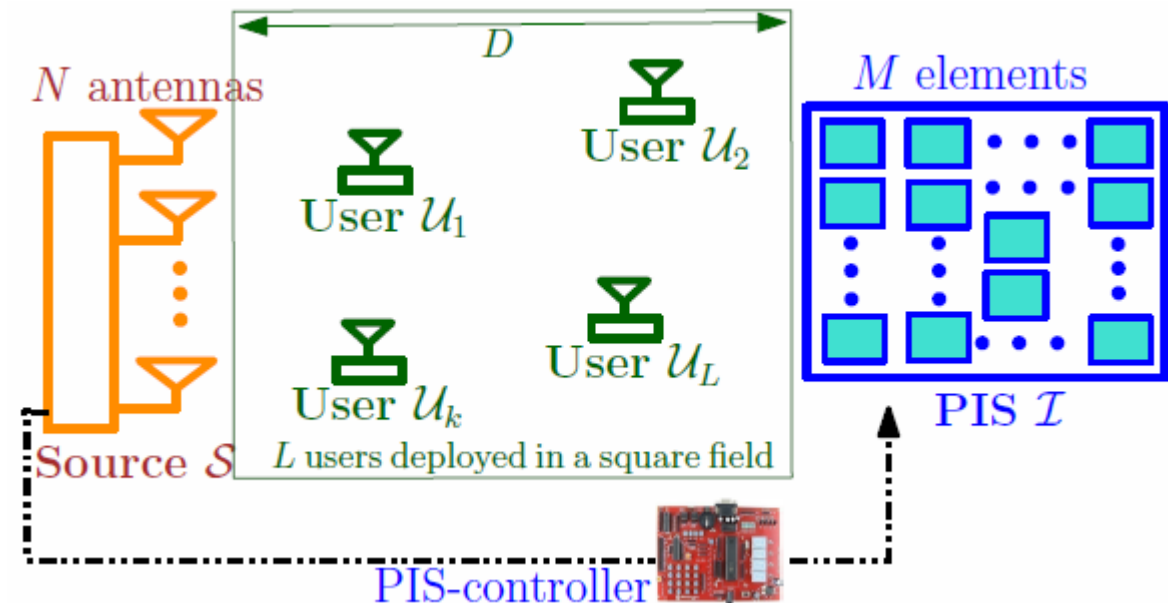 D
N antennas
M elements
User 𝒰₂
User 𝒰₁
User 𝒰_L
User 𝒰_k
PIS ℐ
Source 𝒮
L users deployed in a square field
PIS-controller